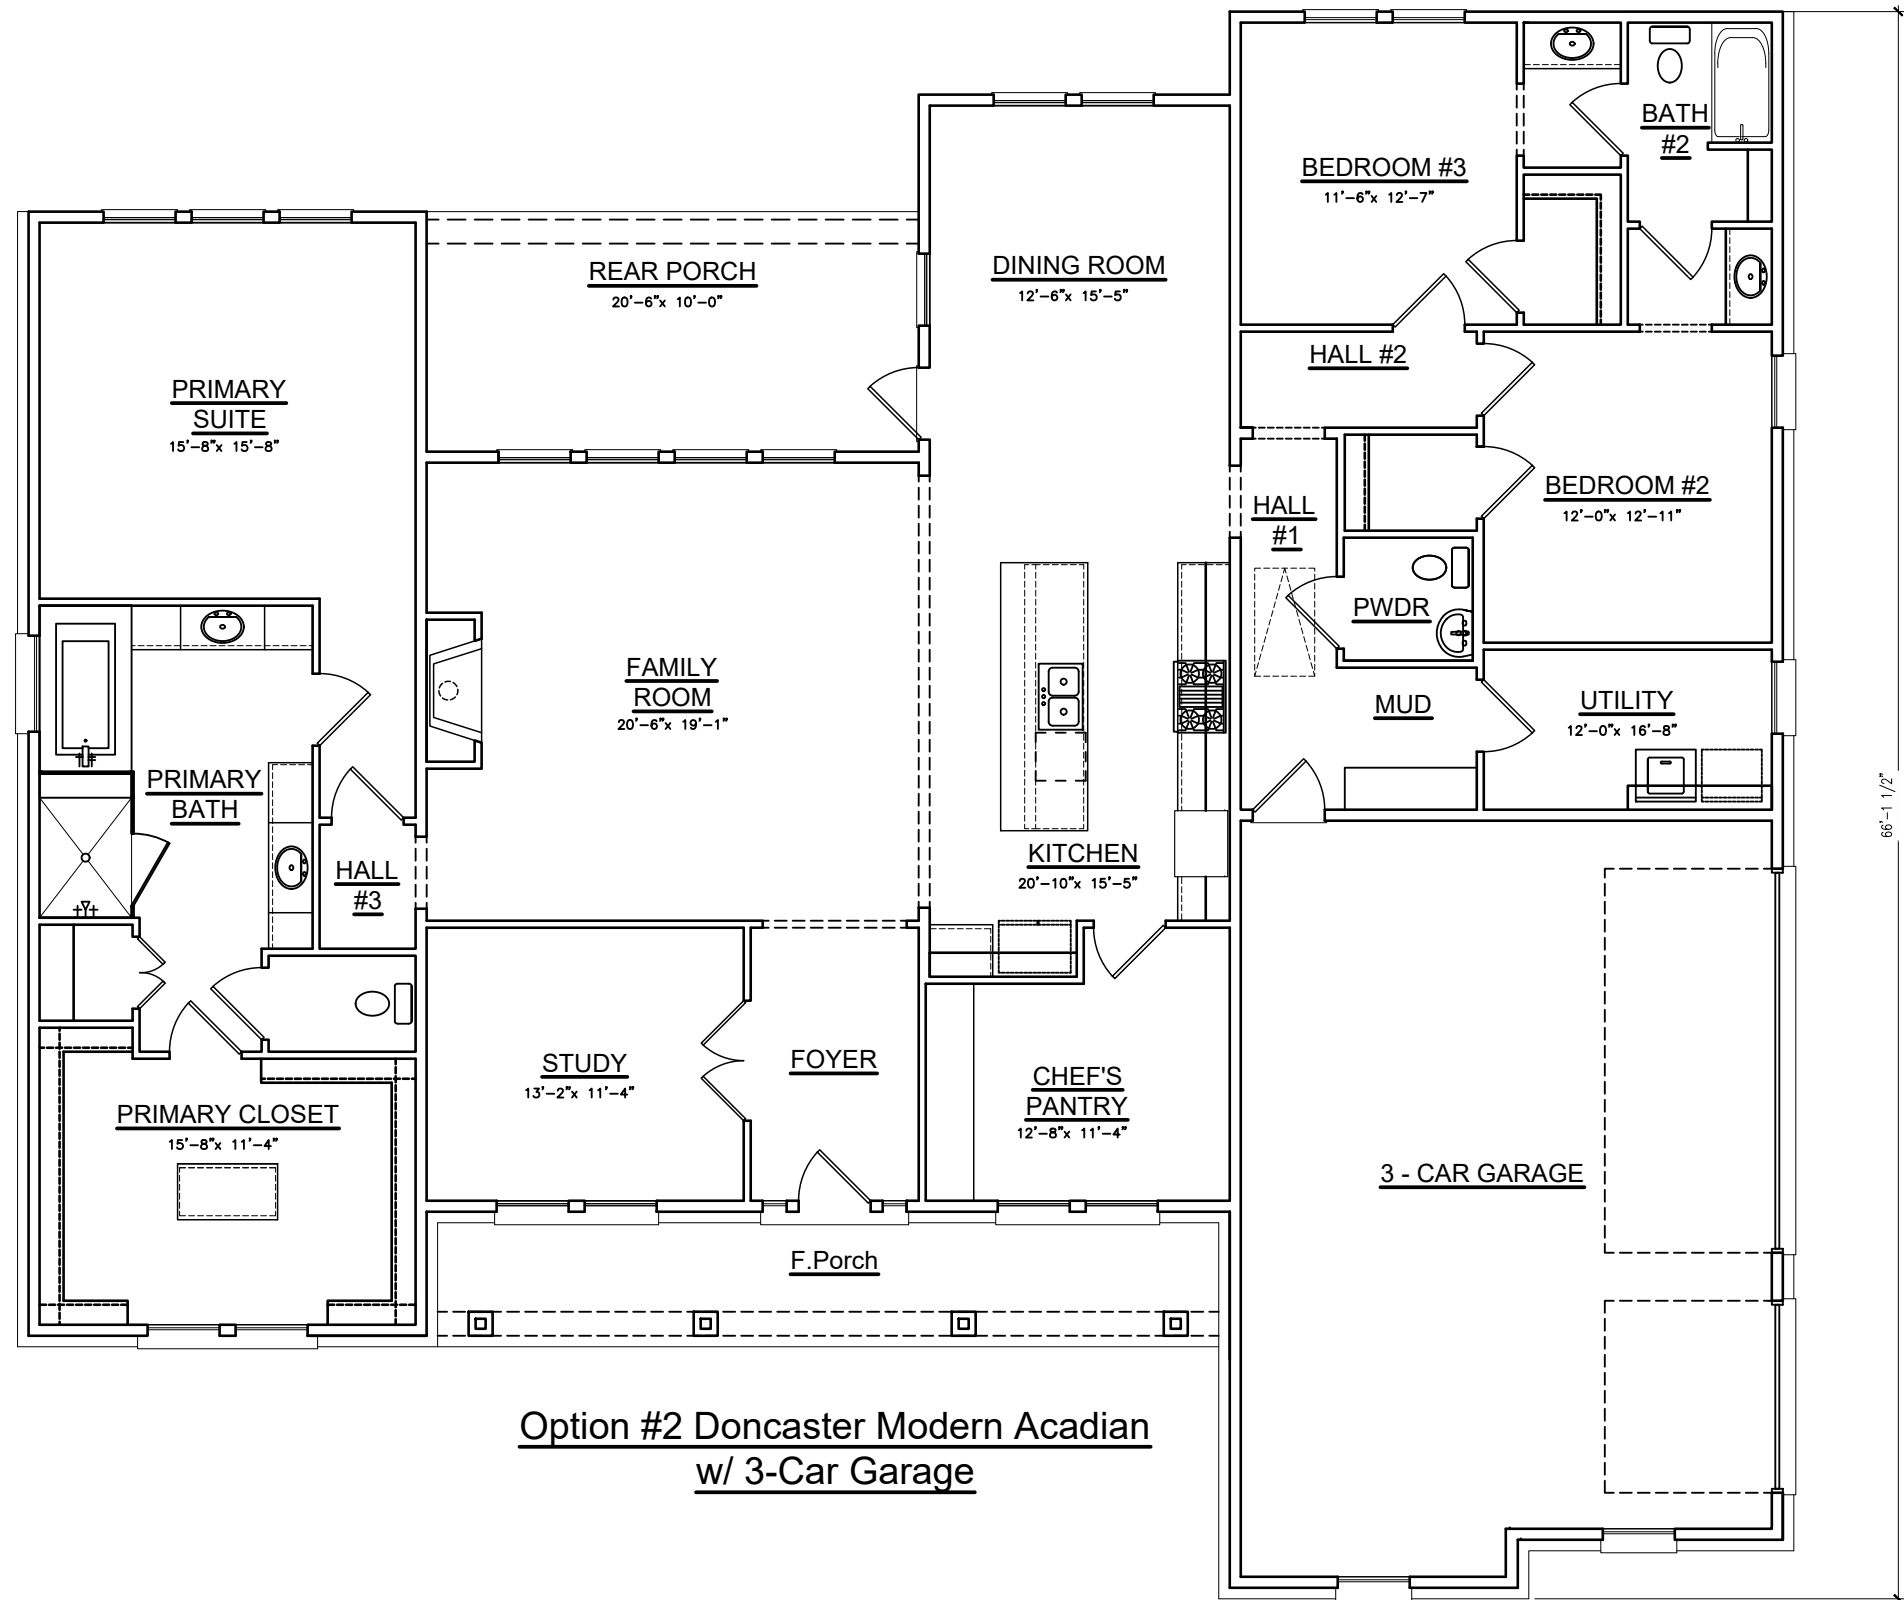 BATH
#2
BEDROOM #3
11'-6"x 12'-7"
REAR PORCH
20'-6"x 10'-0"
DINING ROOM
12'-6"x 15'-5"
HALL #2
PRIMARY
SUITE
15'-8"x 15'-8"
BEDROOM #2
12'-0"x 12'-11"
HALL
#1
PWDR
FAMILY
ROOM
20'-6"x 19'-1"
MUD
UTILITY
12'-0"x 16'-8"
PRIMARY
BATH
66'-1 1/2"
KITCHEN
20'-10"x 15'-5"
HALL
#3
STUDY
13'-2"x 11'-4"
FOYER
CHEF'S
PANTRY
12'-8"x 11'-4"
PRIMARY CLOSET
15'-8"x 11'-4"
3 - CAR GARAGE
F.Porch
Option #2 Doncaster Modern Acadian
w/ 3-Car Garage